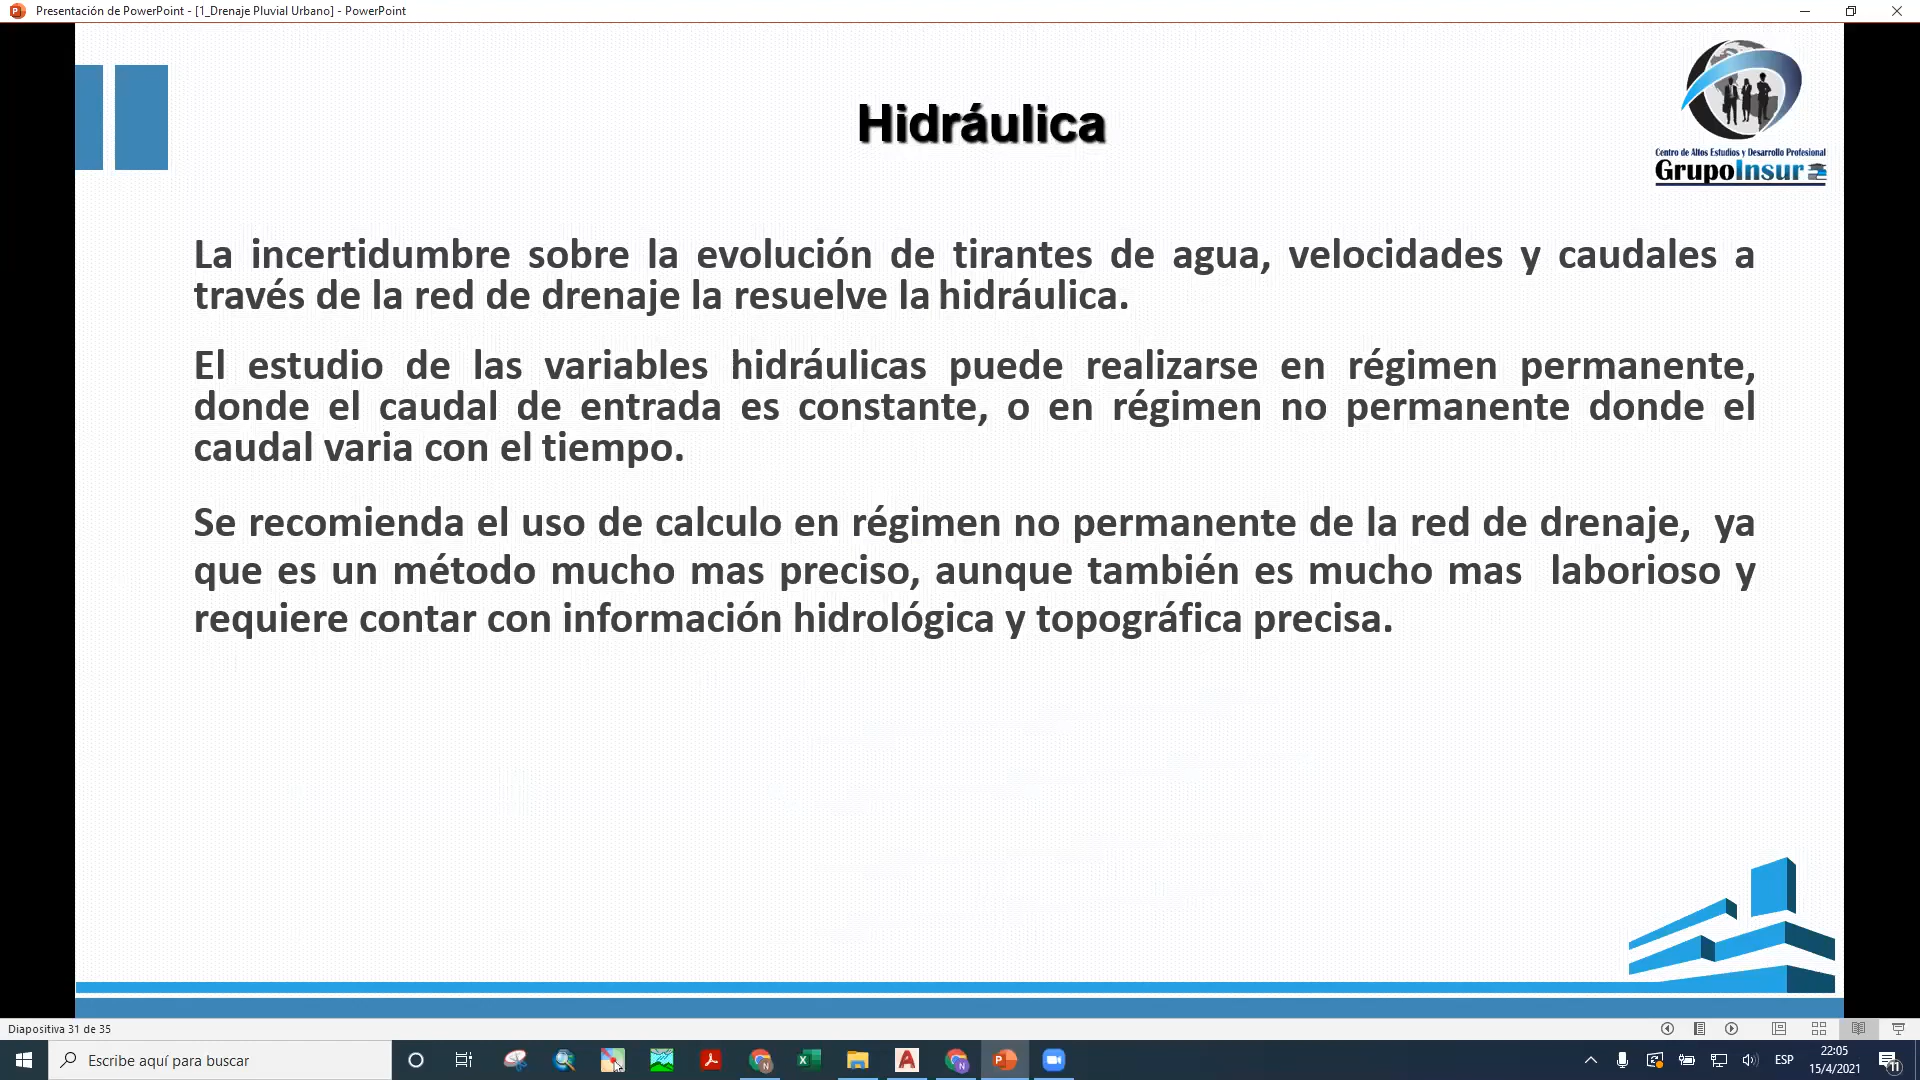 Presentación de PowerPoint - [1_Drenaje Pluvial Urbano] - PowerPoint
Hidráulica
Centro de Altos Estudios y Desarrollo Profesional
GrupoInsur
La incertidumbre sobre la evolución de tirantes de agua, velocidades y caudales a
través de la red de drenaje la resuelve la hidráulica.
El estudio de las variables hidráulicas puede realizarse en régimen permanente,
donde el caudal de entrada es constante, o en régimen no permanente donde el
caudal varia con el tiempo.
Se recomienda el uso de calculo en régimen no permanente de la red de drenaje, ya
que es un método mucho mas preciso, aunque también es mucho mas laborioso y
requiere contar con información hidrológica y topográfica precisa.
Diapositiva 31 de 35
Escribe aquí para buscar
ESP
22:05
15/4/2021
11